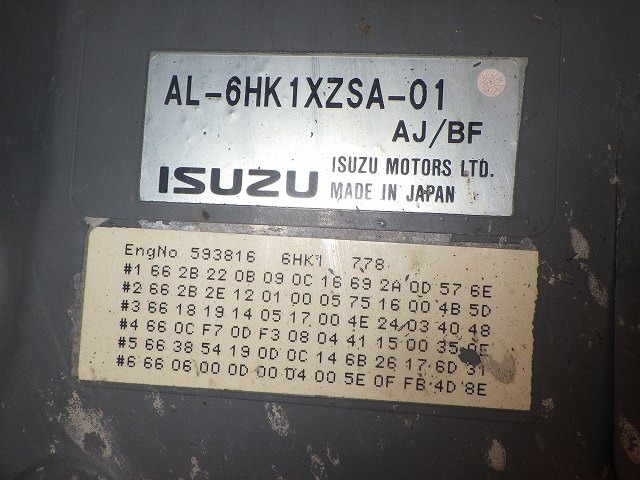 AL-6HK1XZSA-01
AJ/BF
ISUZU
ISUZU MOTORS LTD.
MADE IN JAPAN
EngNo 593816 6HK1 778
#1 66 2B 22 0B 09 0C 16 69 2A 0D 57 6E
#2 66 2B 2E 12 01 00 05 75 16 00 4B 5D
#3 66 18 19 14 05 17 00 4E 24 03 40 48
#4 66 0C F7 0D F3 08 04 41 15 00 35
#5 66 38 54 19 0D 0C 14 6B 26 17 6D 31
#6 66 06 00 0D 00 04 00 5E 0F FB 4D 8E